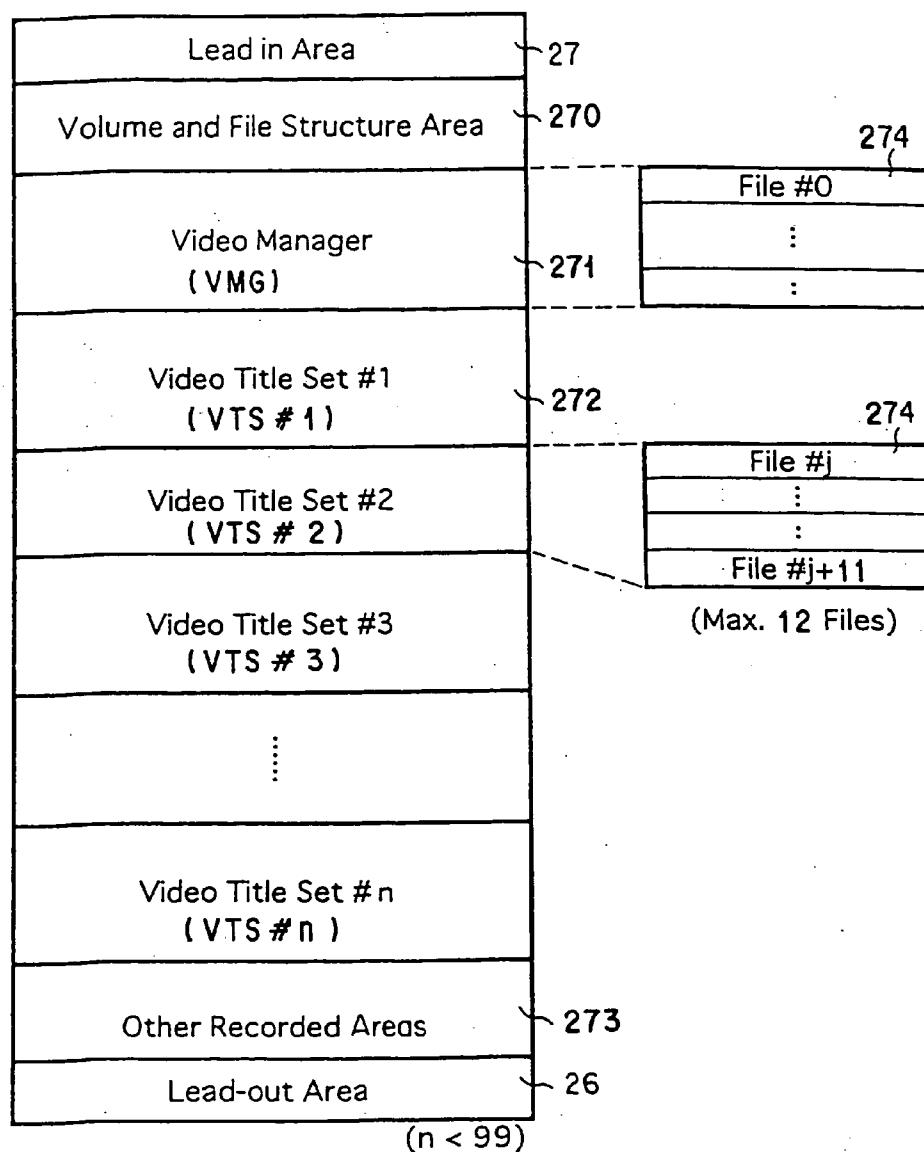 Lead in Area
27
Volume and File Structure Area
270
274
File #0
⋮
⋮
Video Manager
(VMG)
271
Video Title Set #1
(VTS # 1)
272
274
File #j
⋮
⋮
File #j+11
(Max. 12 Files)
Video Title Set #2
(VTS # 2)
Video Title Set #3
(VTS # 3)
⋮
Video Title Set #n
(VTS #n)
Other Recorded Areas
273
Lead-out Area
26
(n < 99)